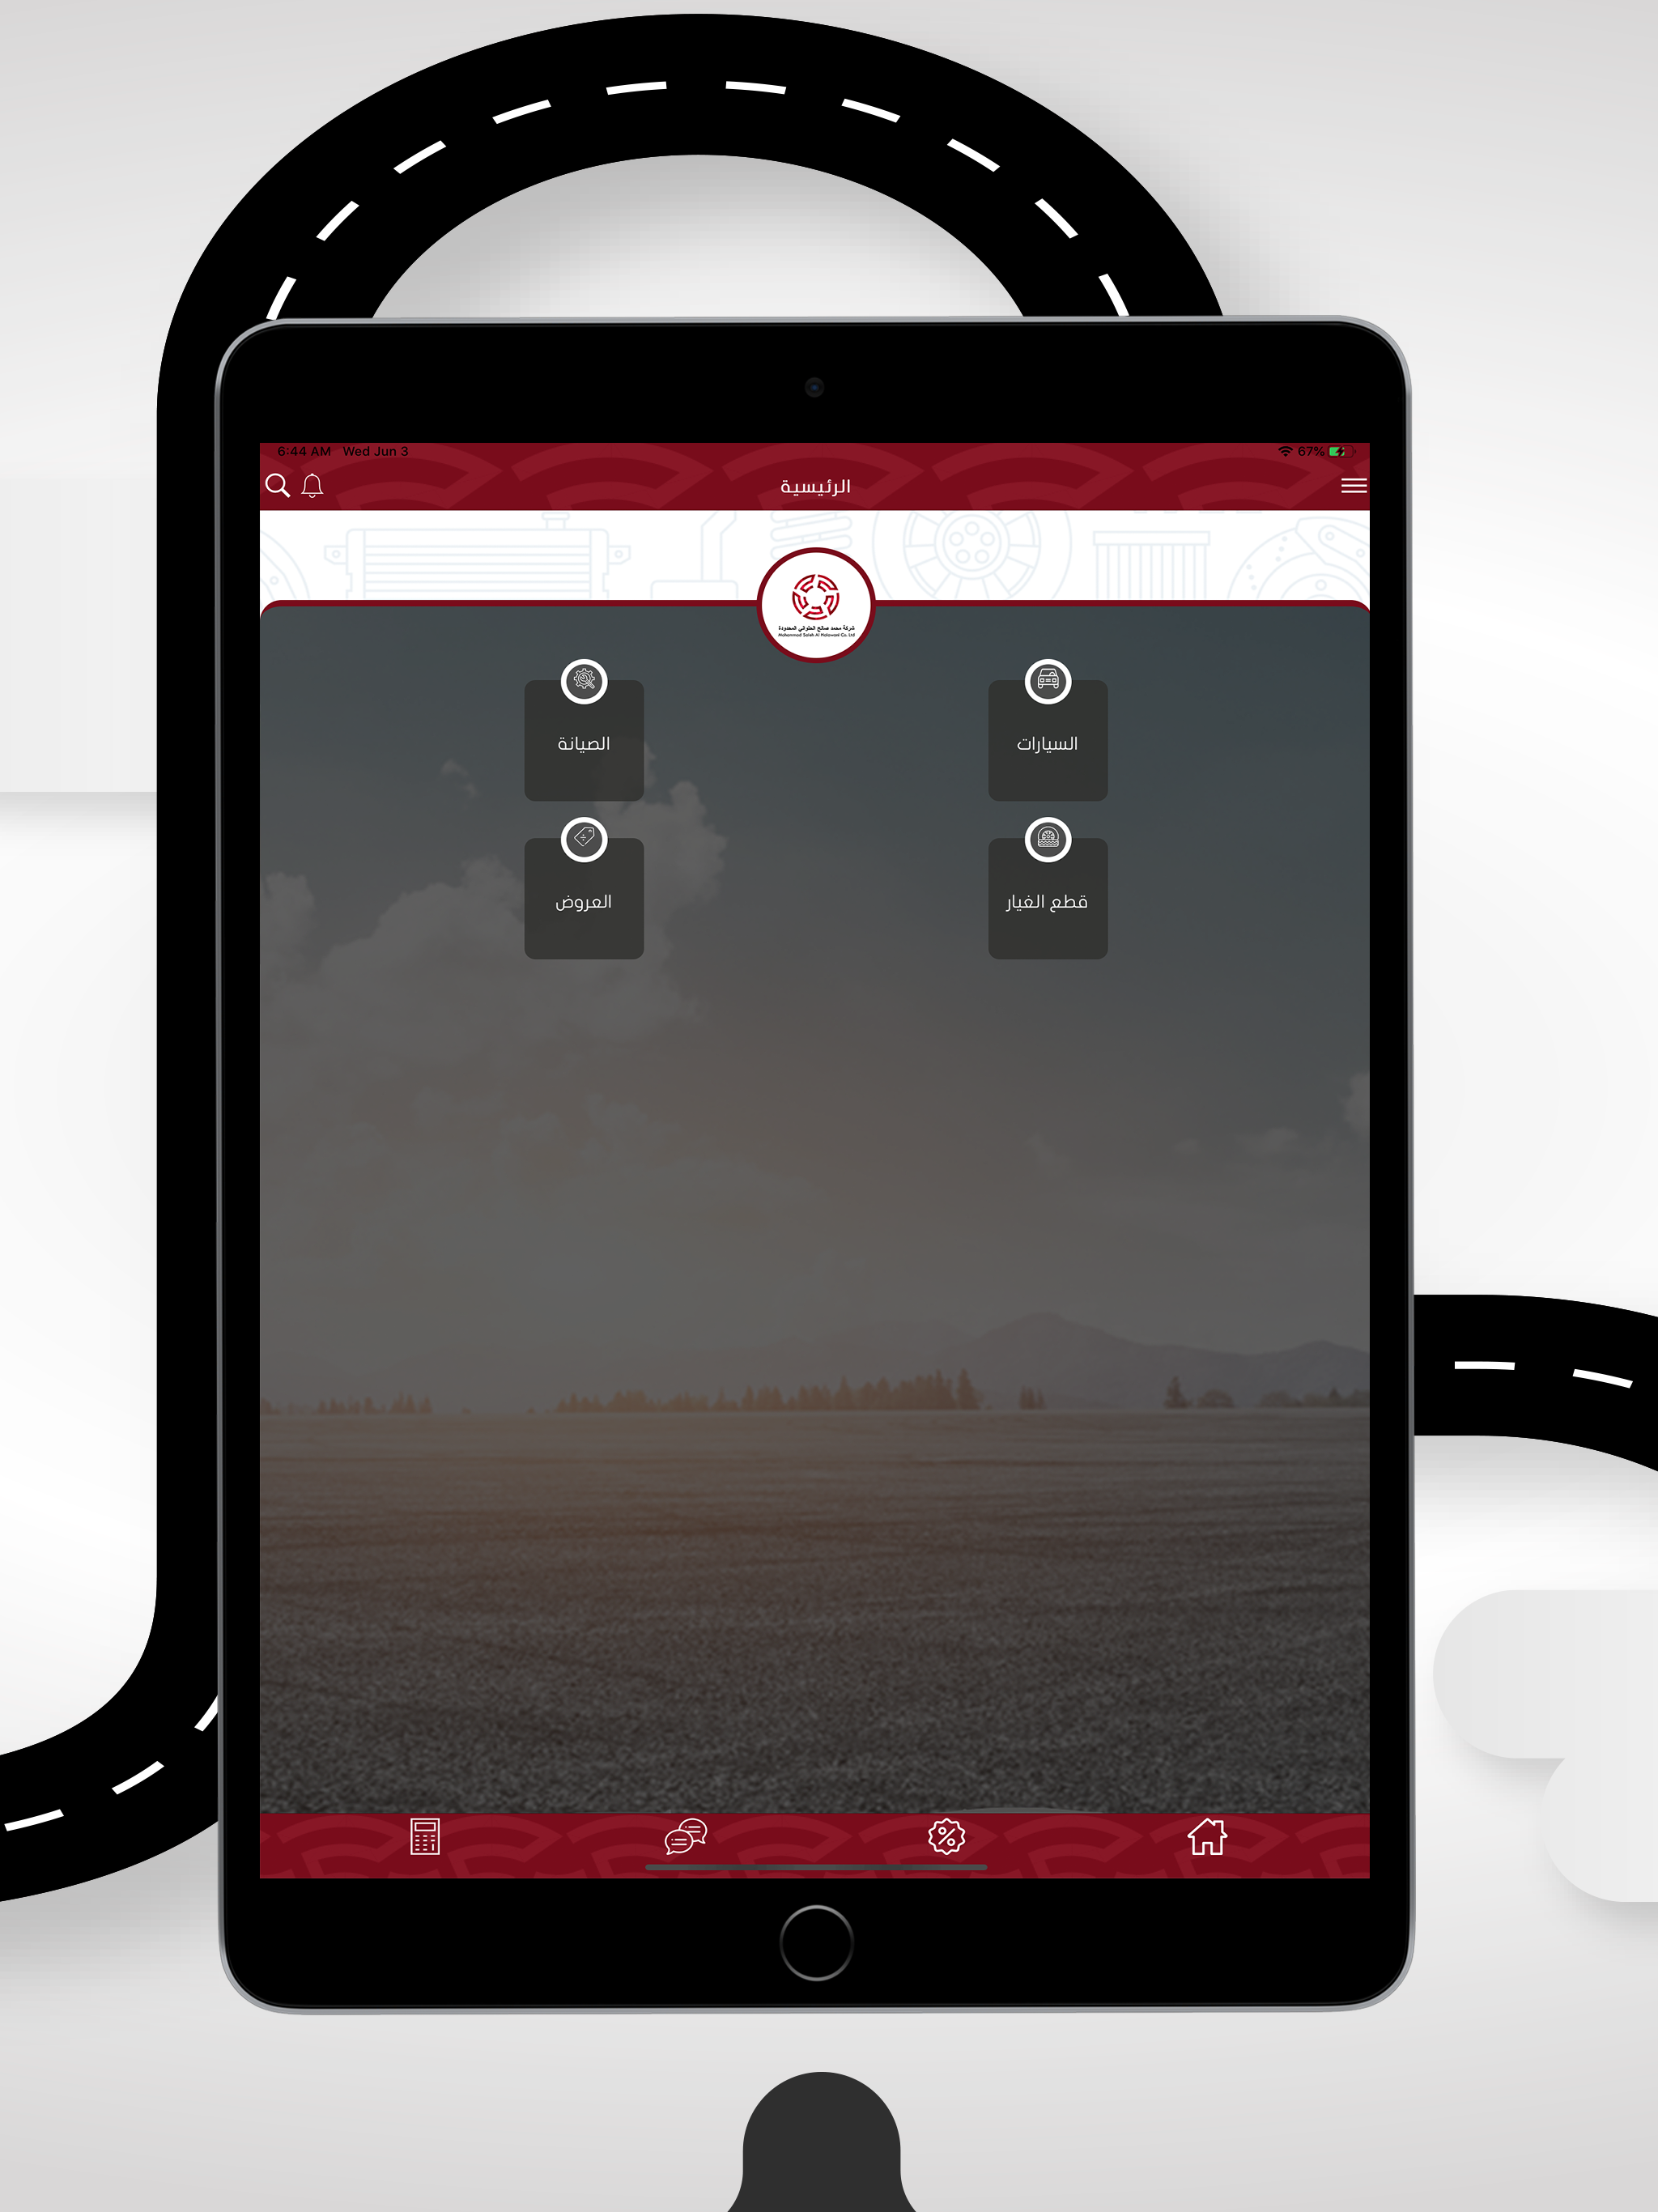 6:44 AM Wed Jun 3
67%
الرئيسية
شركة محمد صالح الحلواني المحدودة
Mohammad Saleh Al Halawani Co. Ltd
السيارات
الصيانة
قطع الغيار
العروض